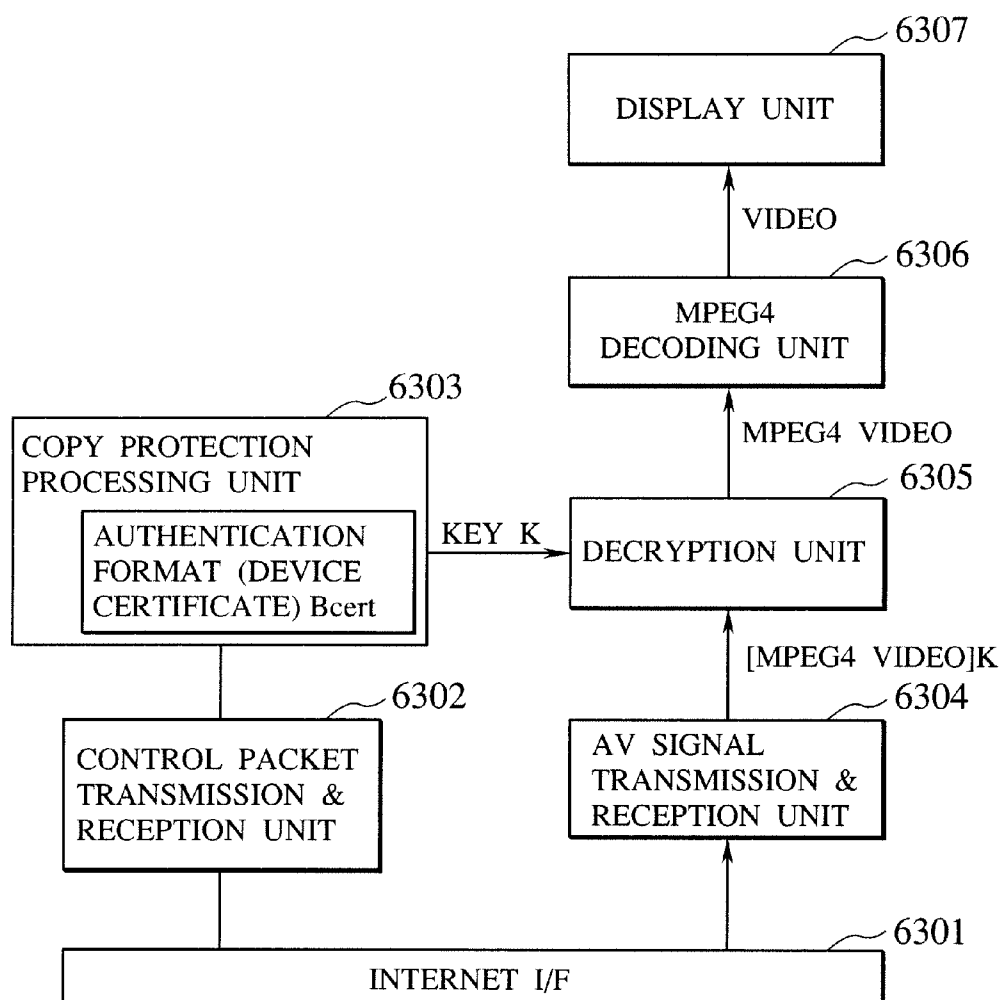 6307
DISPLAY UNIT
VIDEO
6306
MPEG4
DECODING UNIT
6303
COPY PROTECTION
PROCESSING UNIT
MPEG4 VIDEO
6305
AUTHENTICATION
FORMAT (DEVICE
CERTIFICATE) Bcert
KEY K
DECRYPTION UNIT
[MPEG4 VIDEO]K
6302
6304
CONTROL PACKET
TRANSMISSION &
RECEPTION UNIT
AV SIGNAL
TRANSMISSION &
RECEPTION UNIT
6301
INTERNET I/F